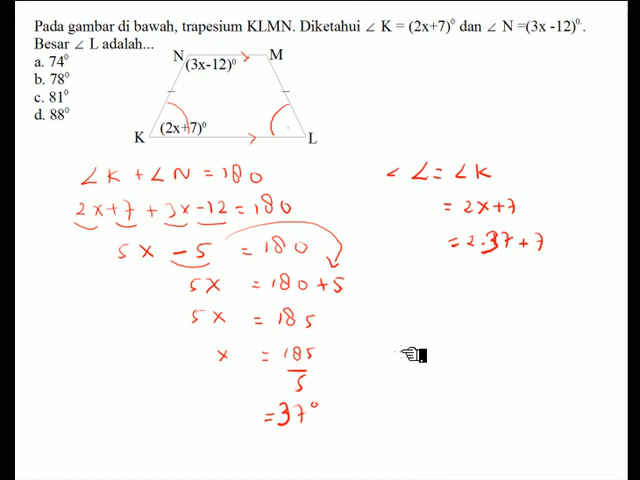 Pada gambar di bawah, trapesium KLMN. Diketahui ∠ K = (2x+7)⁰ dan ∠ N =(3x -12)⁰.
Besar ∠ L adalah...
a. 74⁰
b. 78⁰
c. 81⁰
d. 88⁰
N M
(3x-12)⁰
(2x+7)⁰
K L
∠K + ∠N = 180
2x+7 + 3x-12 = 180
5x - 5 = 180
5x = 180 + 5
5x = 185
x = 185/5
= 37⁰
∠ L = ∠K
= 2x+7
= 2.37+7